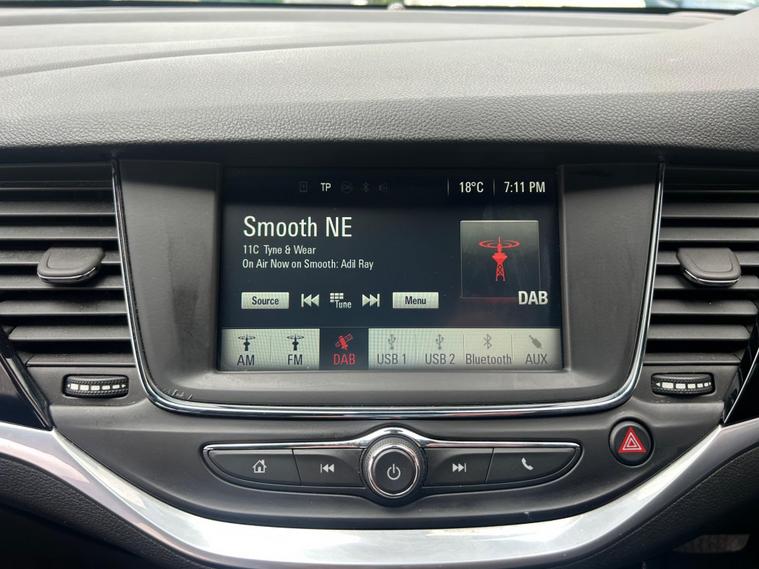 TP 18°C 7:11 PM
Smooth NE
11C Tyne & Wear
On Air Now on Smooth: Adil Ray
DAB
Source Tune Menu
AM FM DAB USB 1 USB 2 Bluetooth AUX